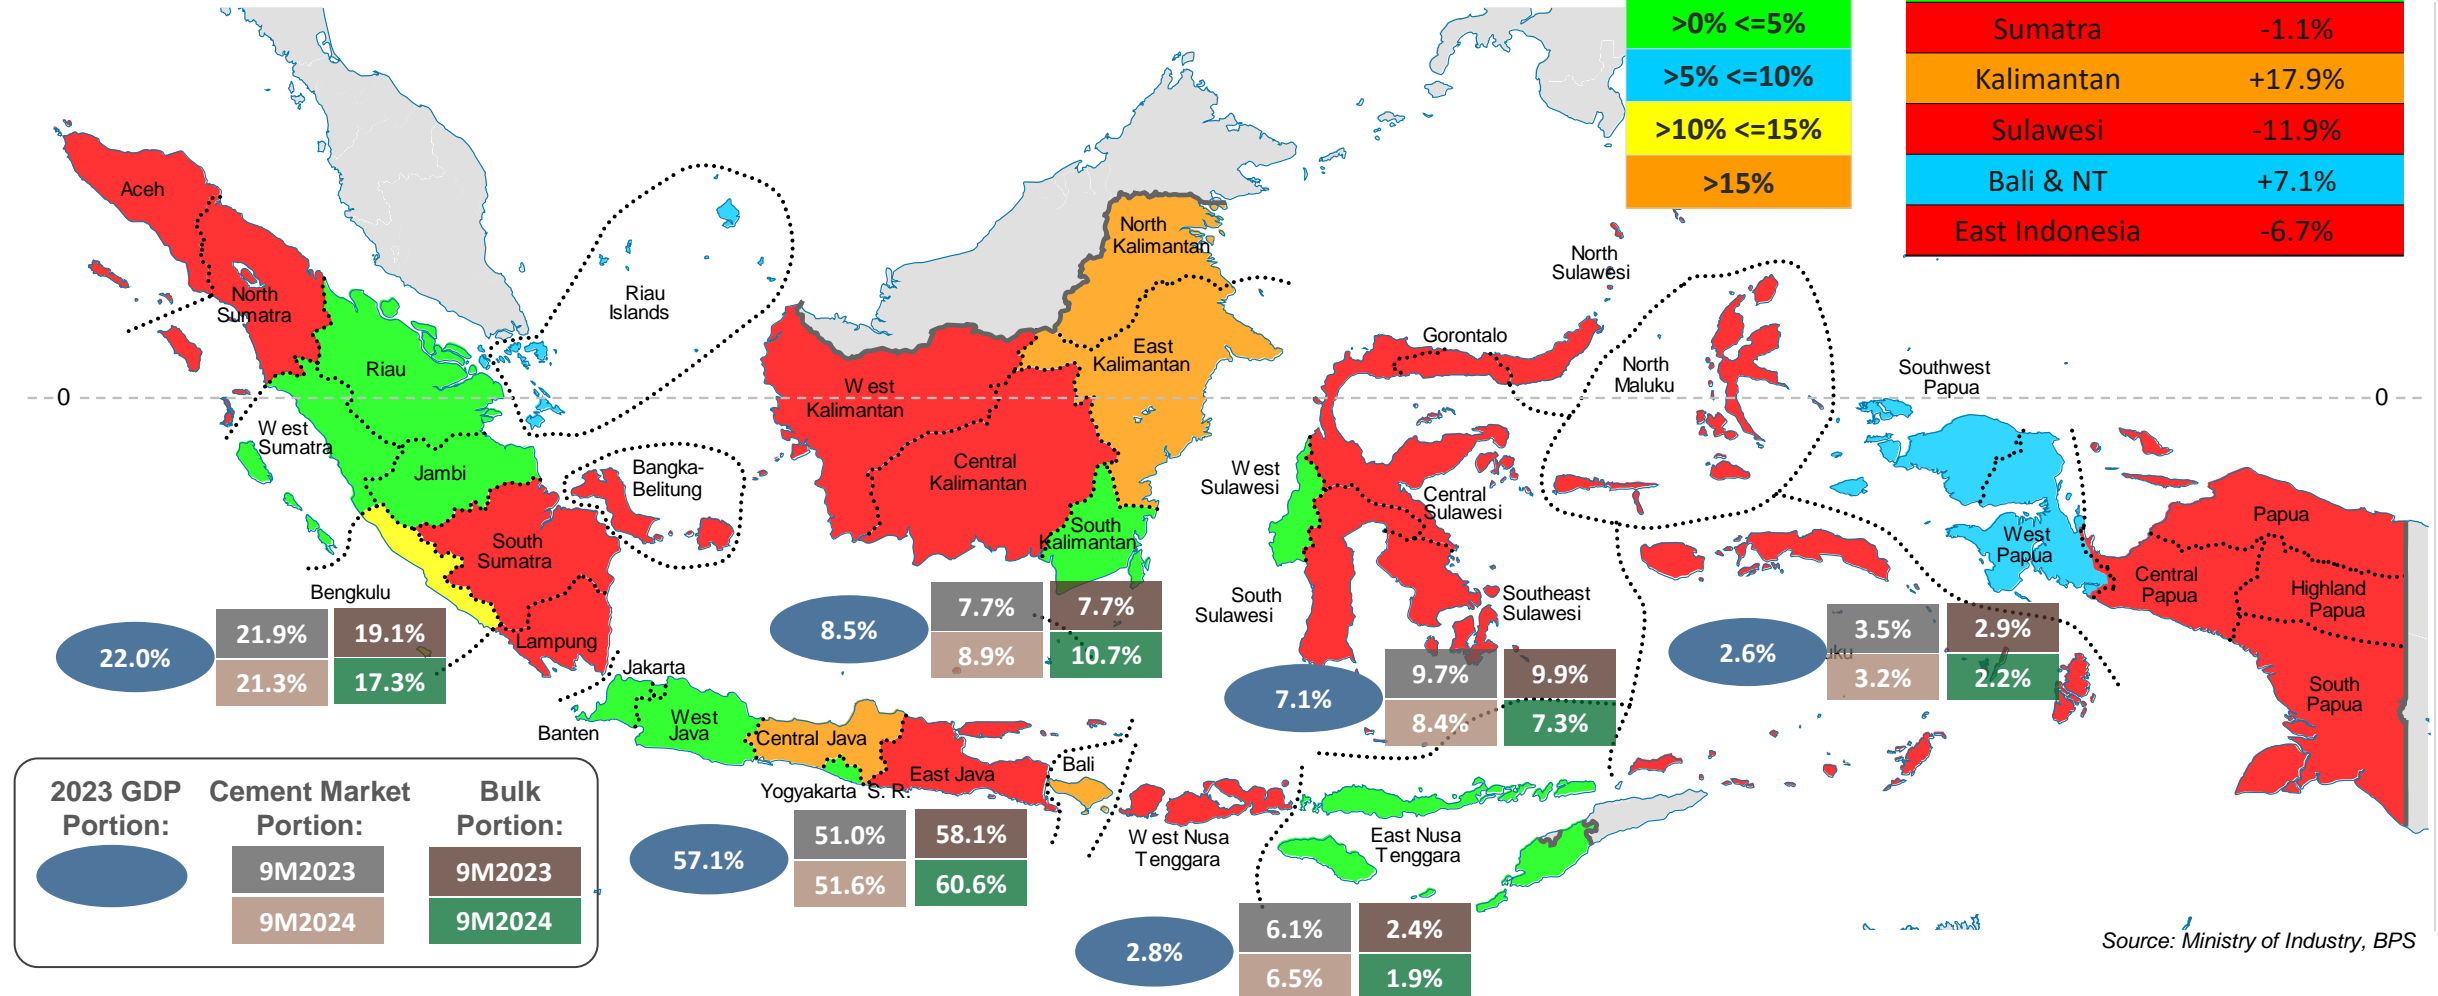 >0% <=5%
>5% <=10%
>10% <=15%
>15%
Sumatra -1.1%
Kalimantan +17.9%
Sulawesi -11.9%
Bali & NT +7.1%
East Indonesia -6.7%
Aceh
North
Sumatra
Riau
Islands
Riau
0
West
Sumatra
Jambi
Bangka-
Belitung
South
Sumatra
Bengkulu
Lampung
North
Kalimantan
East
Kalimantan
West
Kalimantan
Central
Kalimantan
South
Kalimantan
North
Sulawesi
Gorontalo
North
Maluku
West
Sulawesi
Central
Sulawesi
South
Sulawesi
Southeast
Sulawesi
Southwest
Papua
0
West
Papua
Papua
Central
Papua
Highland
Papua
South
Papua
22.0%
21.9% 19.1%
21.3% 17.3%
8.5%
7.7% 7.7%
8.9% 10.7%
7.1%
9.7% 9.9%
8.4% 7.3%
2.6%
uku
3.5% 2.9%
3.2% 2.2%
Jakarta
Banten
West
Java
Central Java
Yogyakarta S. R.
East Java
Bali
West Nusa
Tenggara
East Nusa
Tenggara
57.1%
51.0% 58.1%
51.6% 60.6%
2.8%
6.1% 2.4%
6.5% 1.9%
2023 GDP
Portion:
Cement Market
Portion:
9M2023
9M2024
Bulk
Portion:
9M2023
9M2024
Source: Ministry of Industry, BPS